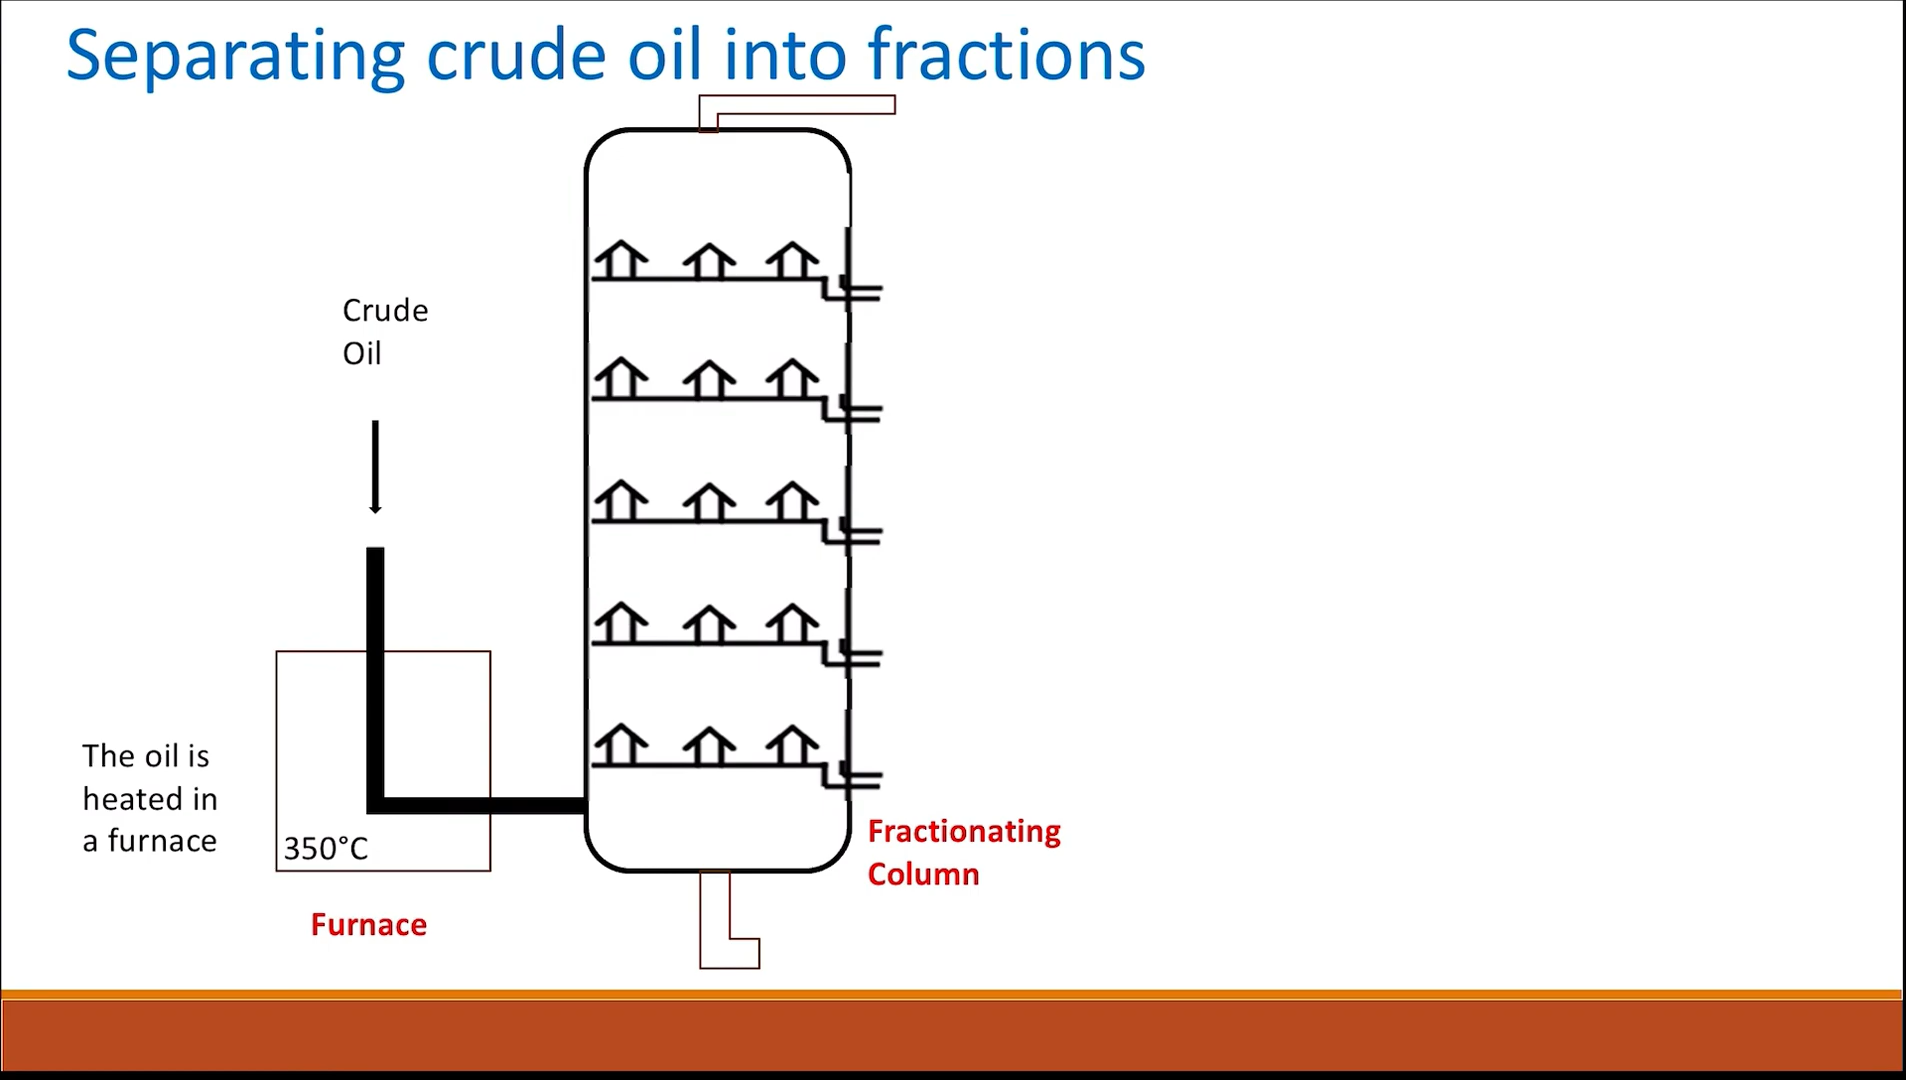 Separating crude oil into fractions
Crude
Oil
The oil is
heated in
a furnace
350°C
Furnace
Fractionating
Column